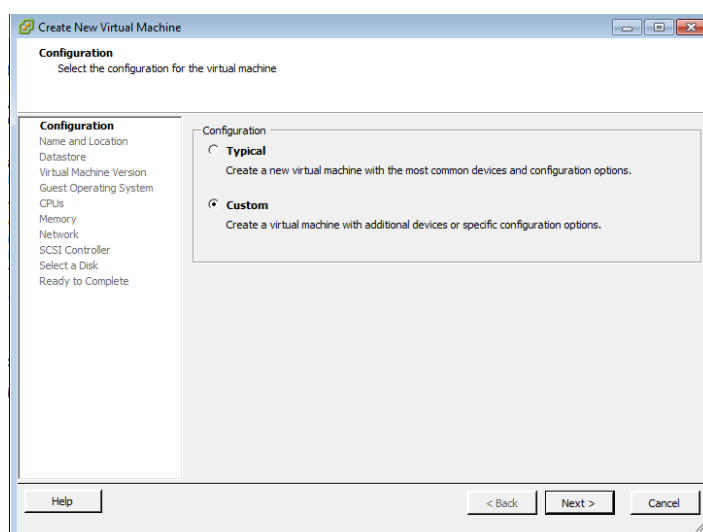 Create New Virtual Machine
Configuration
Select the configuration for the virtual machine
Configuration
Name and Location
Datastore
Virtual Machine Version
Guest Operating System
CPUs
Memory
Network
SCSI Controller
Select a Disk
Ready to Complete
Configuration
Typical
Create a new virtual machine with the most common devices and configuration options.
Custom
Create a virtual machine with additional devices or specific configuration options.
Help
< Back
Next >
Cancel